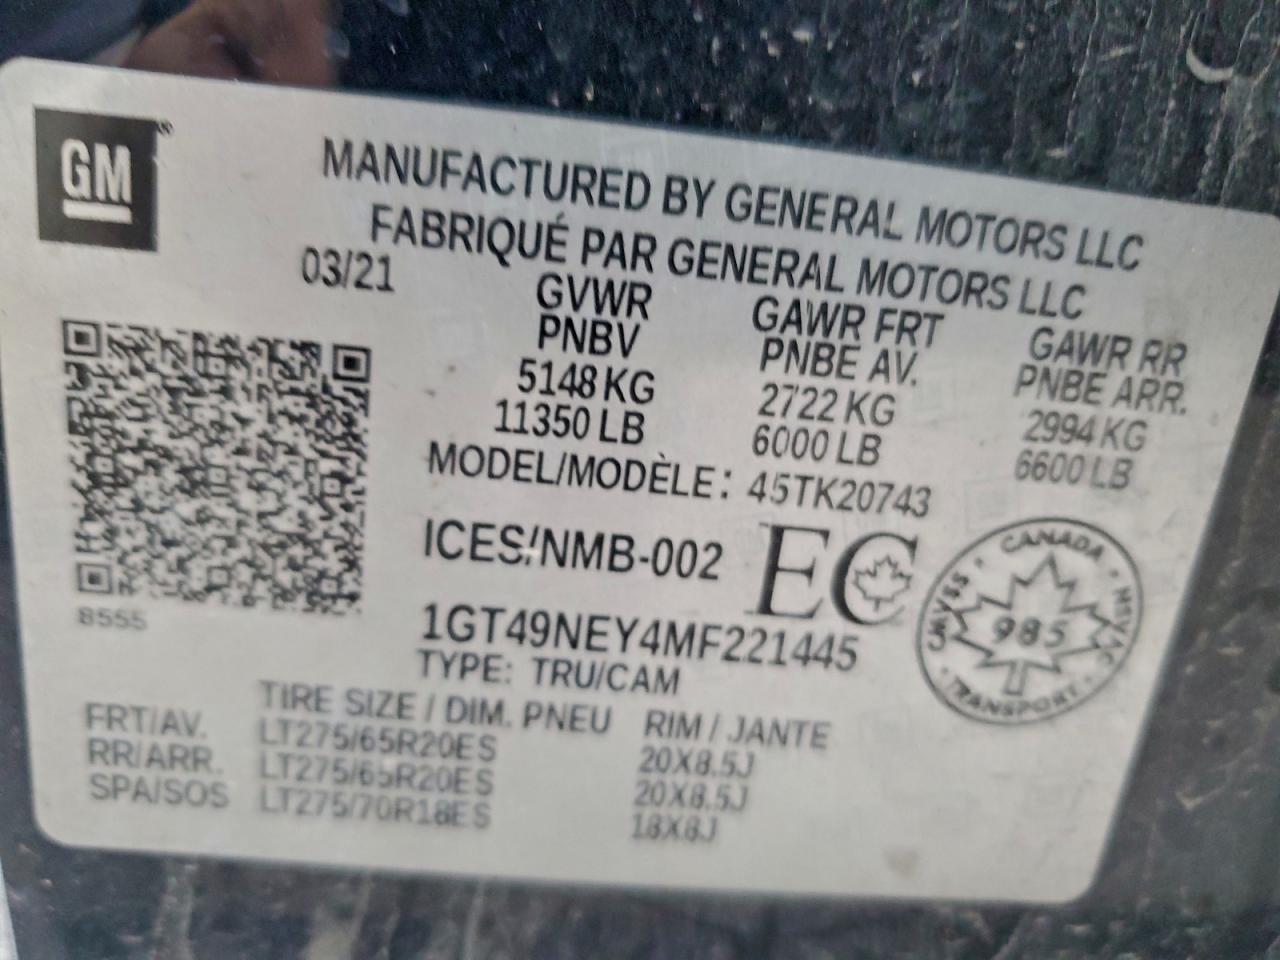 GM
MANUFACTURED BY GENERAL MOTORS LLC
FABRIQUÉ PAR GENERAL MOTORS LLC
03/21
GVWR GAWR FRT GAWR RR
PNBV PNBE AV. PNBE ARR.
5148 KG 2722 KG 2994 KG
11350 LB 6000 LB 6600 LB
MODEL/MODÈLE: 45TK20743
ICES/NMB-002 EC
CANADA
CMVSS 985 NSVAC
TRANSPORT
8555
1GT49NEY4MF221445
TYPE: TRU/CAM
TIRE SIZE / DIM. PNEU RIM / JANTE
FRT/AV. LT275/65R20ES 20X8.5J
RR/ARR. LT275/65R20ES 20X8.5J
SPA/SOS LT275/70R18ES 18X8J